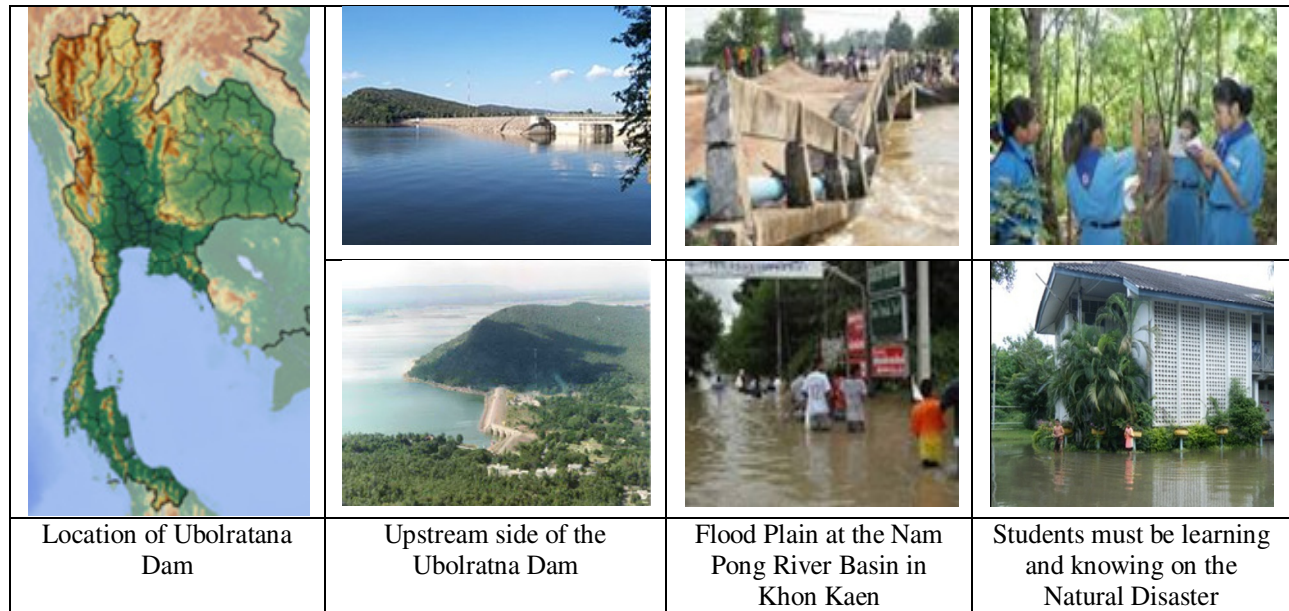 Location of Ubolratana
Dam
Upstream side of the
Ubolratna Dam
Flood Plain at the Nam
Pong River Basin in
Khon Kaen
Students must be learning
and knowing on the
Natural Disaster